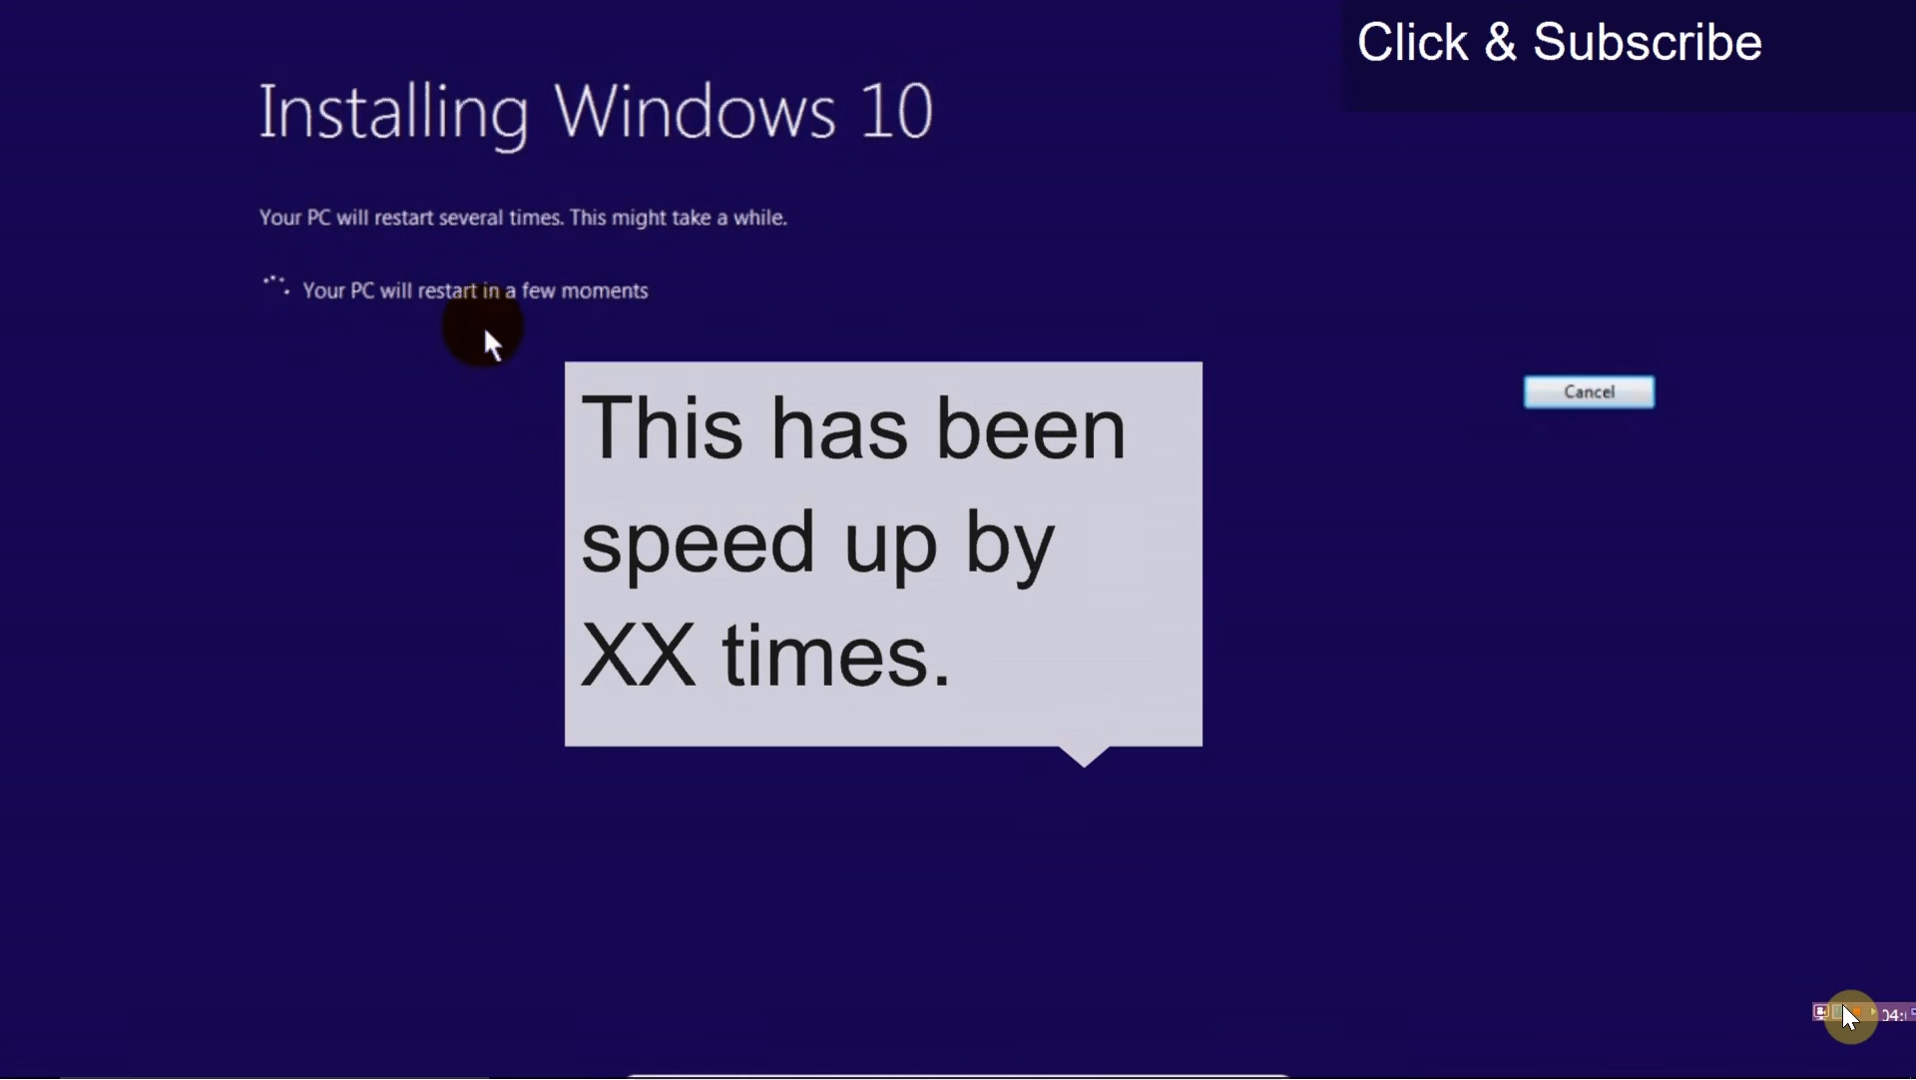 Click & Subscribe
Installing Windows 10
Your PC will restart several times. This might take a while.
Your PC will restart in a few moments
Cancel
This has been
speed up by
XX times.
04: